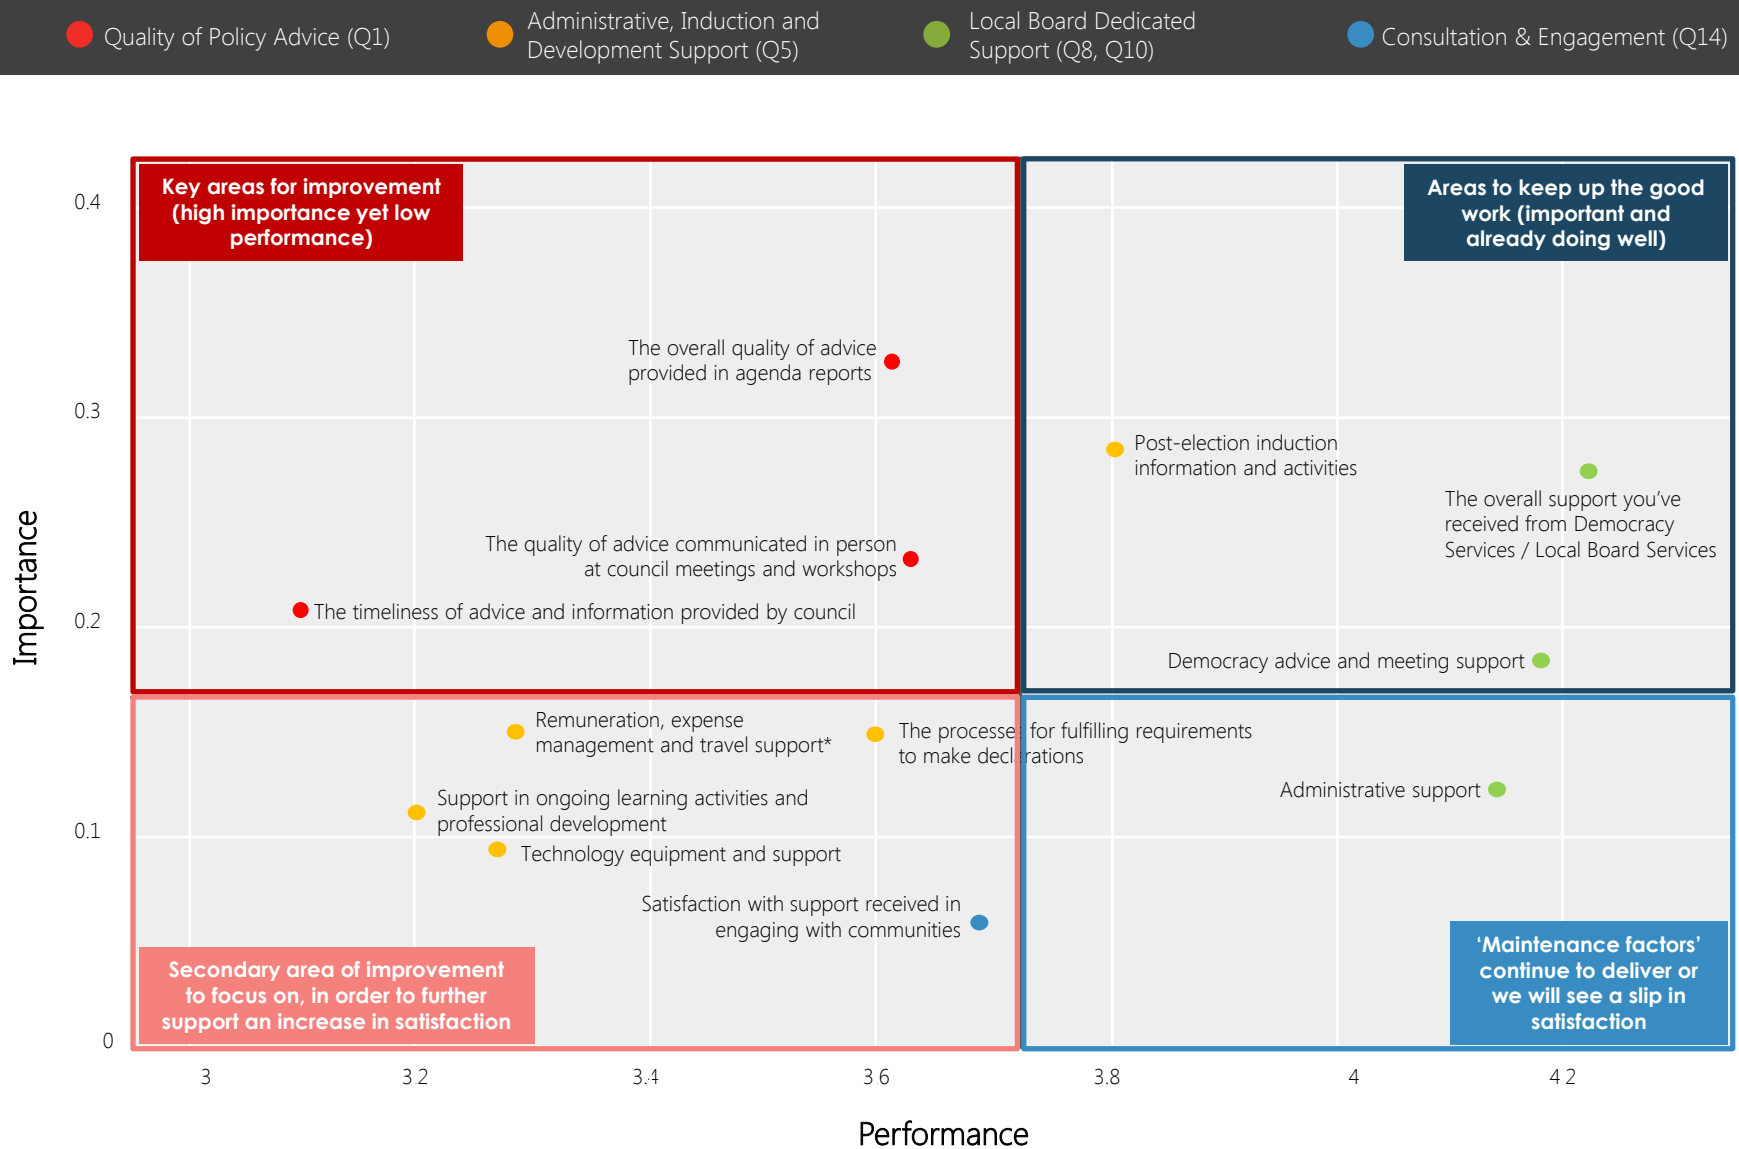 Quality of Policy Advice (Q1)
Administrative, Induction and
Development Support (Q5)
Local Board Dedicated
Support (Q8, Q10)
Consultation & Engagement (Q14)
Key areas for improvement
(high importance yet low
performance)
Areas to keep up the good
work (important and
already doing well)
0.4
The overall quality of advice
provided in agenda reports
0.3
Post-election induction
information and activities
The overall support you’ve
received from Democracy
Services / Local Board Services
The quality of advice communicated in person
at council meetings and workshops
The timeliness of advice and information provided by council
0.2
Democracy advice and meeting support
Importance
Remuneration, expense
management and travel support*
The processes for fulfilling requirements
to make declarations
Administrative support
Support in ongoing learning activities and
professional development
0.1
Technology equipment and support
Satisfaction with support received in
engaging with communities
Secondary area of improvement
to focus on, in order to further
support an increase in satisfaction
‘Maintenance factors’
continue to deliver or
we will see a slip in
satisfaction
0
3
3 2
3.4
3 6
3.8
4
4 2
Performance